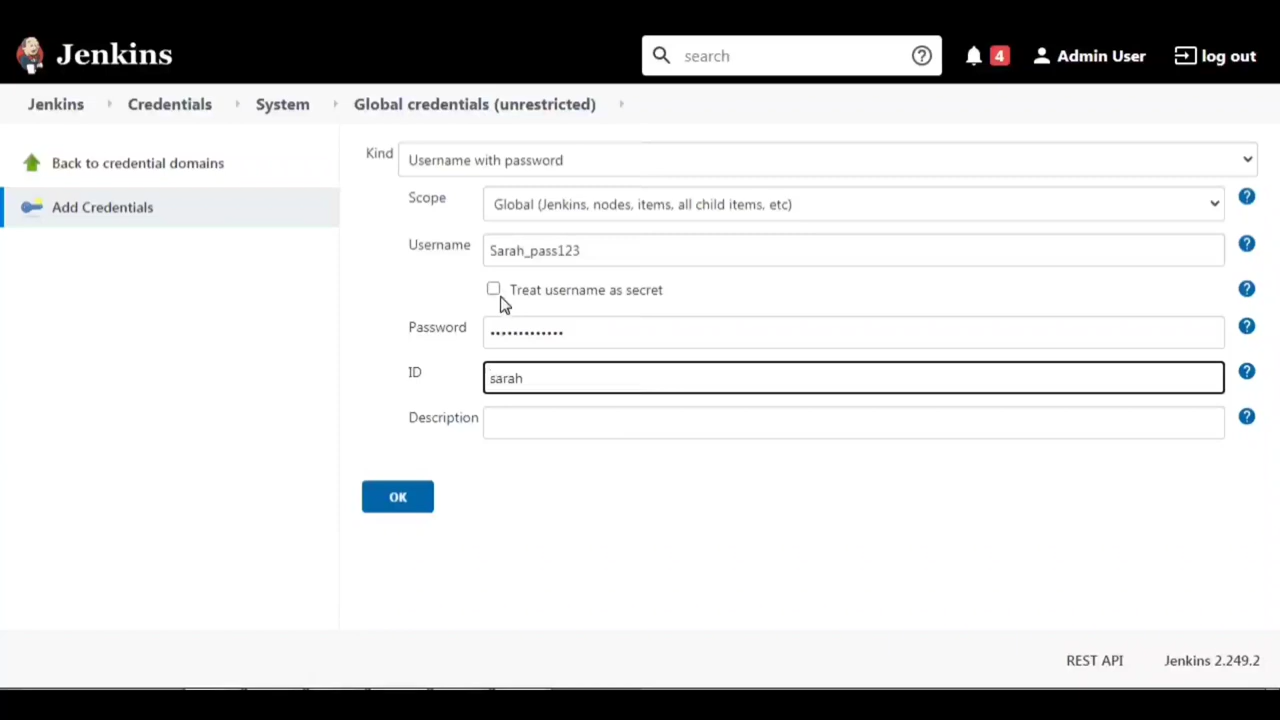 Jenkins
search
4
Admin User
log out
Jenkins
Credentials
System
Global credentials (unrestricted)
Back to credential domains
Add Credentials
Kind
Username with password
Scope
Global (Jenkins, nodes, items, all child items, etc)
Username
Sarah_pass123
Treat username as secret
Password
•••••••••••••
ID
sarah
Description
OK
REST API
Jenkins 2.249.2